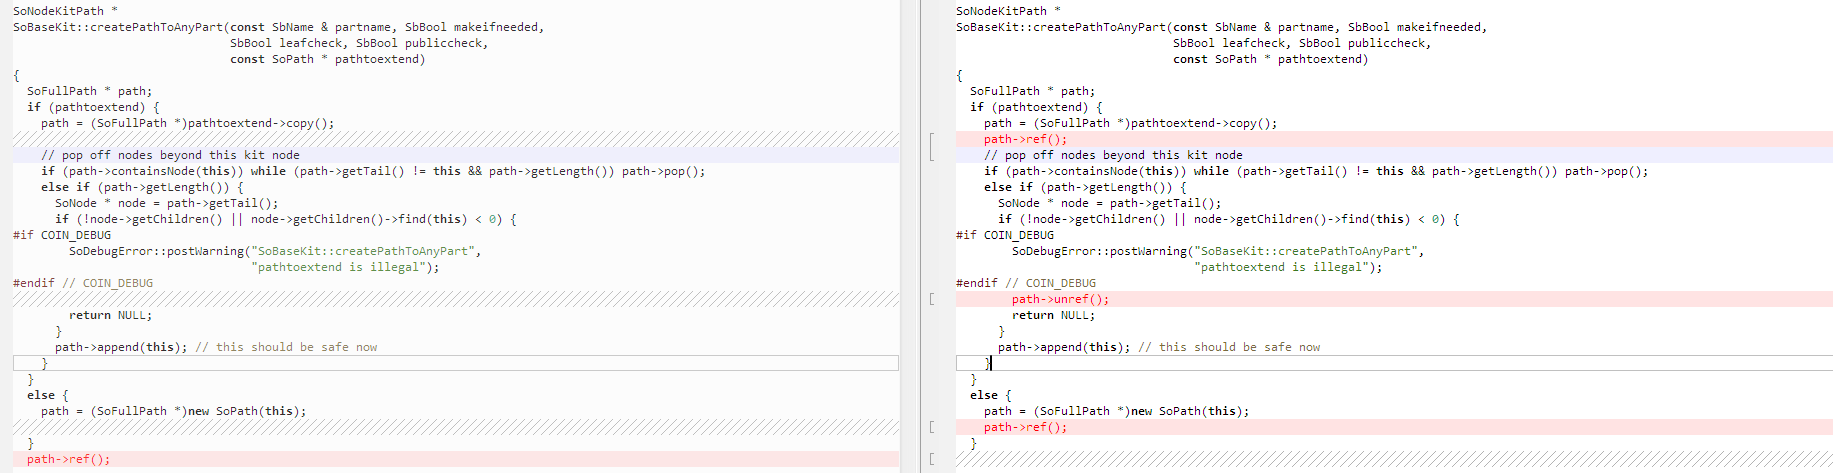 SoNodeKitPath *
SoBaseKit::createPathToAnyPart(const SbName & partname, SbBool makeifneeded,
                               SbBool leafcheck, SbBool publiccheck,
                               const SoPath * pathtoextend)
{
  SoFullPath * path;
  if (pathtoextend) {
    path = (SoFullPath *)pathtoextend->copy();
    // pop off nodes beyond this kit node
    if (path->containsNode(this)) while (path->getTail() != this && path->getLength()) path->pop();
    else if (path->getLength()) {
      SoNode * node = path->getTail();
      if (!node->getChildren() || node->getChildren()->find(this) < 0) {
#if COIN_DEBUG
        SoDebugError::postWarning("SoBaseKit::createPathToAnyPart",
                                  "pathtoextend is illegal");
#endif // COIN_DEBUG
        return NULL;
      }
      path->append(this); // this should be safe now
    }
  }
  else {
    path = (SoFullPath *)new SoPath(this);
  }
  path->ref();
SoNodeKitPath *
SoBaseKit::createPathToAnyPart(const SbName & partname, SbBool makeifneeded,
                               SbBool leafcheck, SbBool publiccheck,
                               const SoPath * pathtoextend)
{
  SoFullPath * path;
  if (pathtoextend) {
    path = (SoFullPath *)pathtoextend->copy();
    path->ref();
    // pop off nodes beyond this kit node
    if (path->containsNode(this)) while (path->getTail() != this && path->getLength()) path->pop();
    else if (path->getLength()) {
      SoNode * node = path->getTail();
      if (!node->getChildren() || node->getChildren()->find(this) < 0) {
#if COIN_DEBUG
        SoDebugError::postWarning("SoBaseKit::createPathToAnyPart",
                                  "pathtoextend is illegal");
#endif // COIN_DEBUG
        path->unref();
        return NULL;
      }
      path->append(this); // this should be safe now
    }
  }
  else {
    path = (SoFullPath *)new SoPath(this);
    path->ref();
  }